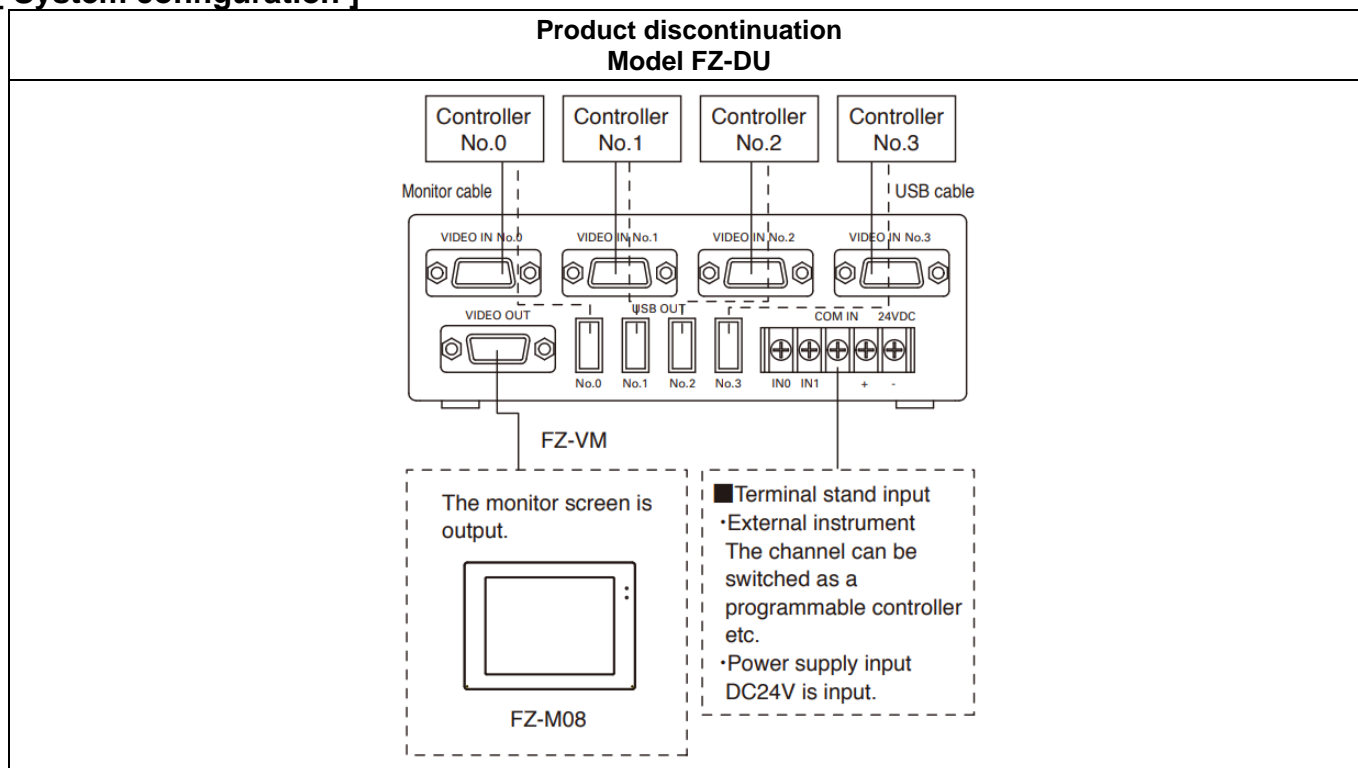 [ System configuration ]
Product discontinuation
Model FZ-DU
Controller No.0
Controller No.1
Controller No.2
Controller No.3
Monitor cable
USB cable
VIDEO IN No.0
VIDEO IN No.1
VIDEO IN No.2
VIDEO IN No.3
VIDEO OUT
USB OUT
COM IN
24VDC
No.0
No.1
No.2
No.3
IN0
IN1
+
-
FZ-VM
The monitor screen is
output.
FZ-M08
■Terminal stand input
・External instrument
The channel can be
switched as a
programmable controller
etc.
・Power supply input
DC24V is input.